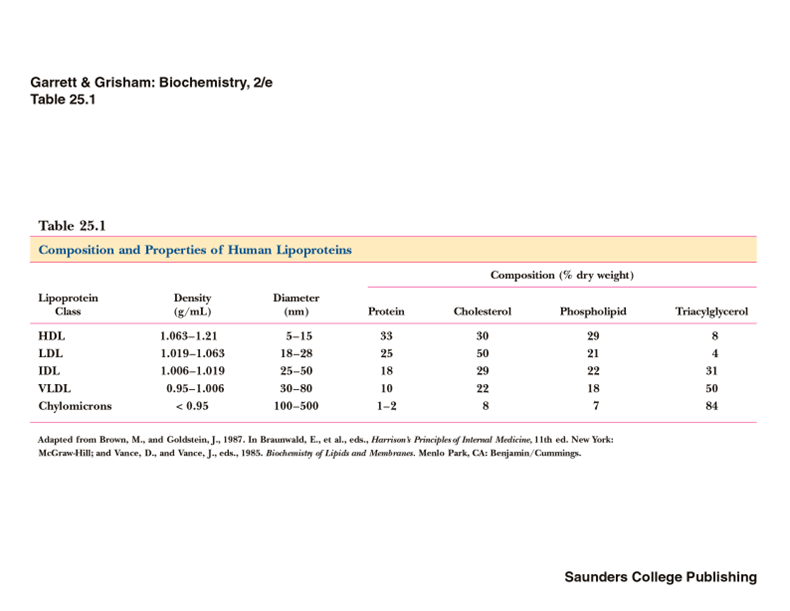 Garrett & Grisham: Biochemistry, 2/e
Table 25.1
Table 25.1
Composition and Properties of Human Lipoproteins
Composition (% dry weight)
Lipoprotein Density Diameter
Class (g/mL) (nm) Protein Cholesterol Phospholipid Triacylglycerol
HDL 1.063–1.21 5–15 33 30 29 8
LDL 1.019–1.063 18–28 25 50 21 4
IDL 1.006–1.019 25–50 18 29 22 31
VLDL 0.95–1.006 30–80 10 22 18 50
Chylomicrons < 0.95 100–500 1–2 8 7 84
Adapted from Brown, M., and Goldstein, J., 1987. In Braunwald, E., et al., eds., Harrison's Principles of Internal Medicine, 11th ed. New York:
McGraw-Hill; and Vance, D., and Vance, J., eds., 1985. Biochemistry of Lipids and Membranes. Menlo Park, CA: Benjamin/Cummings.
Saunders College Publishing